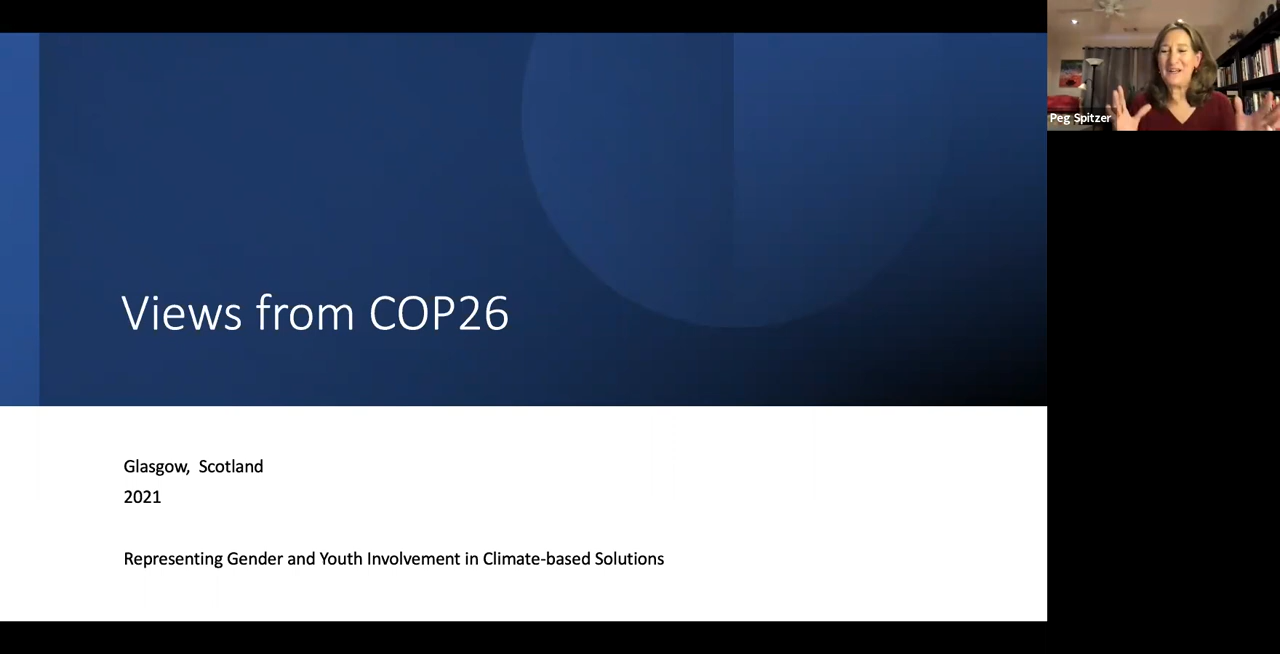 Views from COP26
Glasgow, Scotland
2021
Representing Gender and Youth Involvement in Climate-based Solutions
Peg Spitzer